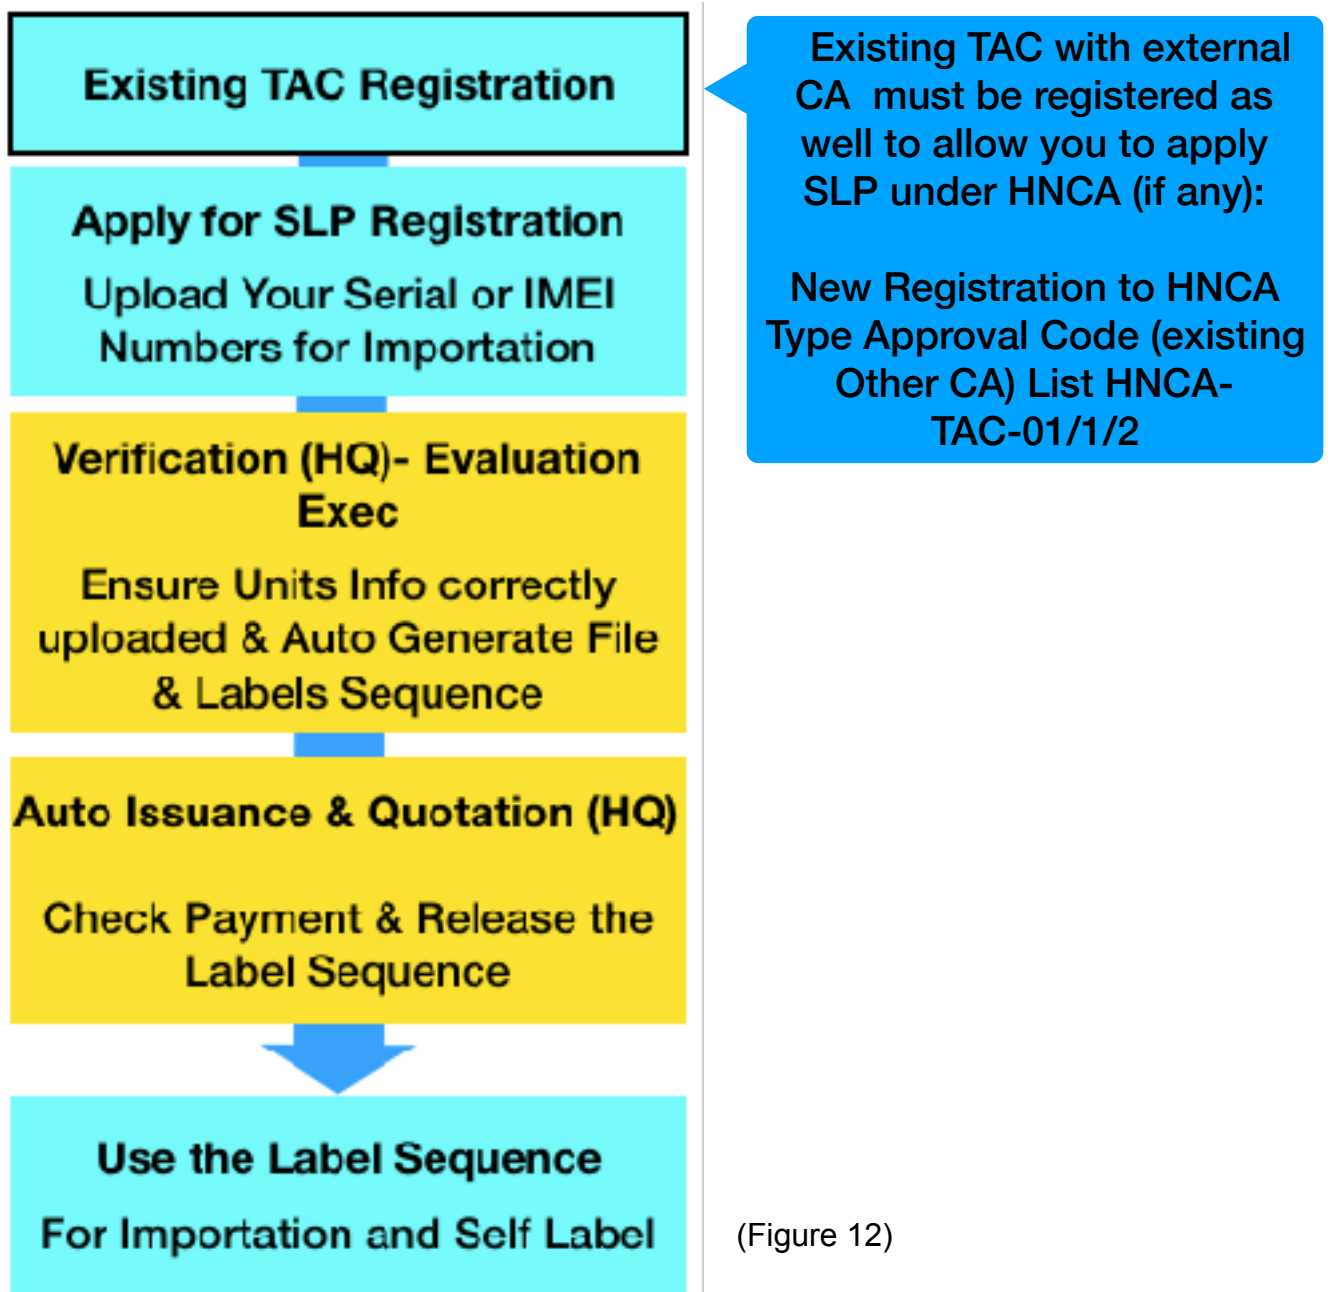 Existing TAC Registration
Existing TAC with external
CA must be registered as
well to allow you to apply
SLP under HNCA (if any):
New Registration to HNCA
Type Approval Code (existing
Other CA) List HNCA-
TAC-01/1/2
Apply for SLP Registration
Upload Your Serial or IMEI
Numbers for Importation
Verification (HQ)- Evaluation
Exec
Ensure Units Info correctly
uploaded & Auto Generate File
& Labels Sequence
Auto Issuance & Quotation (HQ)
Check Payment & Release the
Label Sequence
Use the Label Sequence
For Importation and Self Label
(Figure 12)